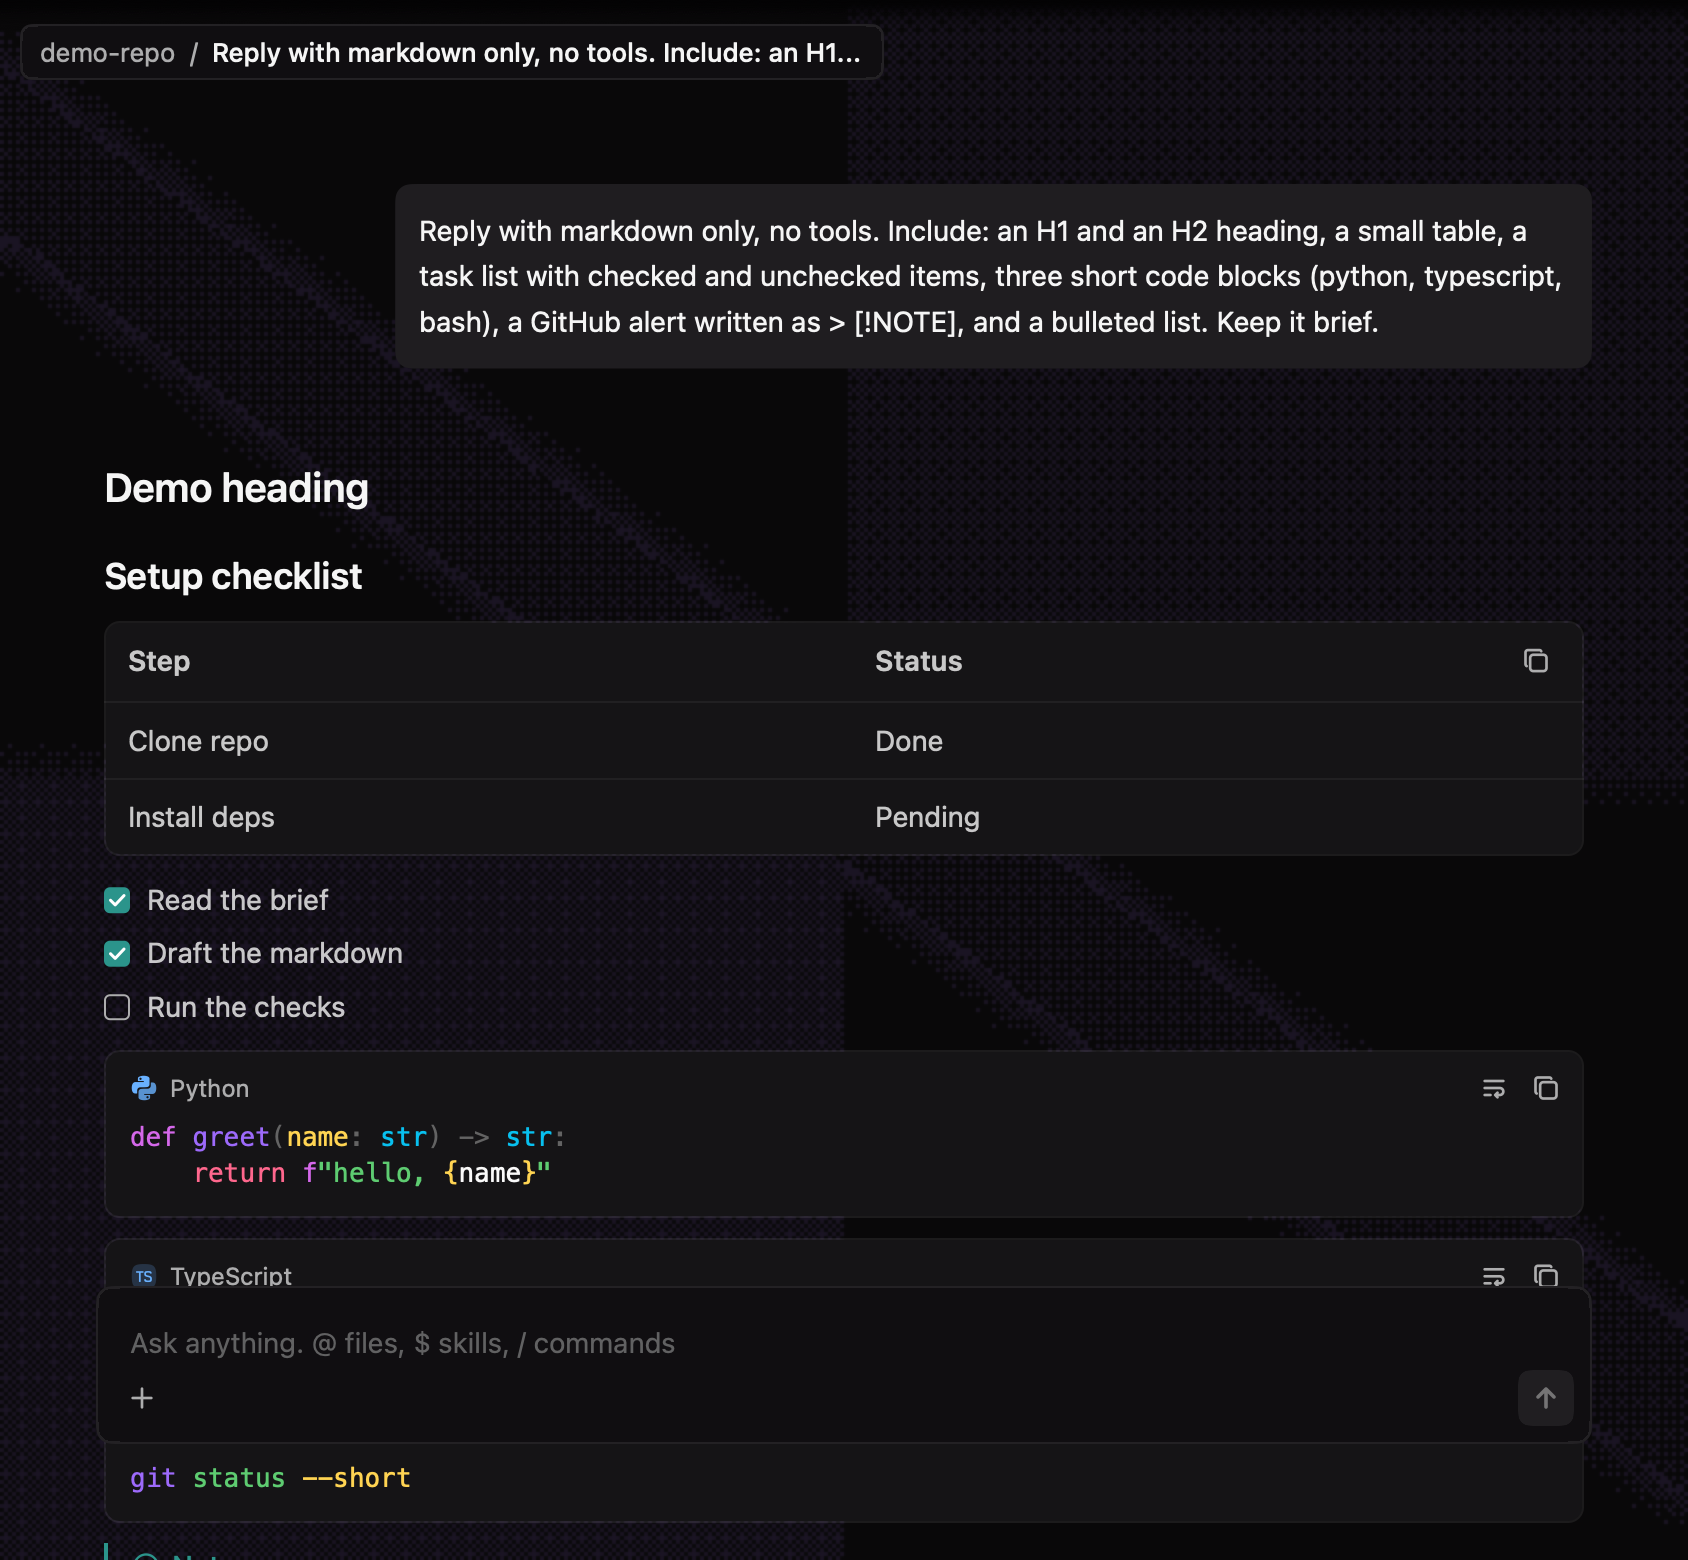 demo-repo / Reply with markdown only, no tools. Include: an H1...
Reply with markdown only, no tools. Include: an H1 and an H2 heading, a small table, a
task list with checked and unchecked items, three short code blocks (python, typescript,
bash), a GitHub alert written as > [!NOTE], and a bulleted list. Keep it brief.
Demo heading
Setup checklist
Step Status
Clone repo Done
Install deps Pending
Read the brief
Draft the markdown
Run the checks
Python
def greet(name: str) -> str:
    return f"hello, {name}"
TS TypeScript
Ask anything. @ files, $ skills, / commands
git status --short